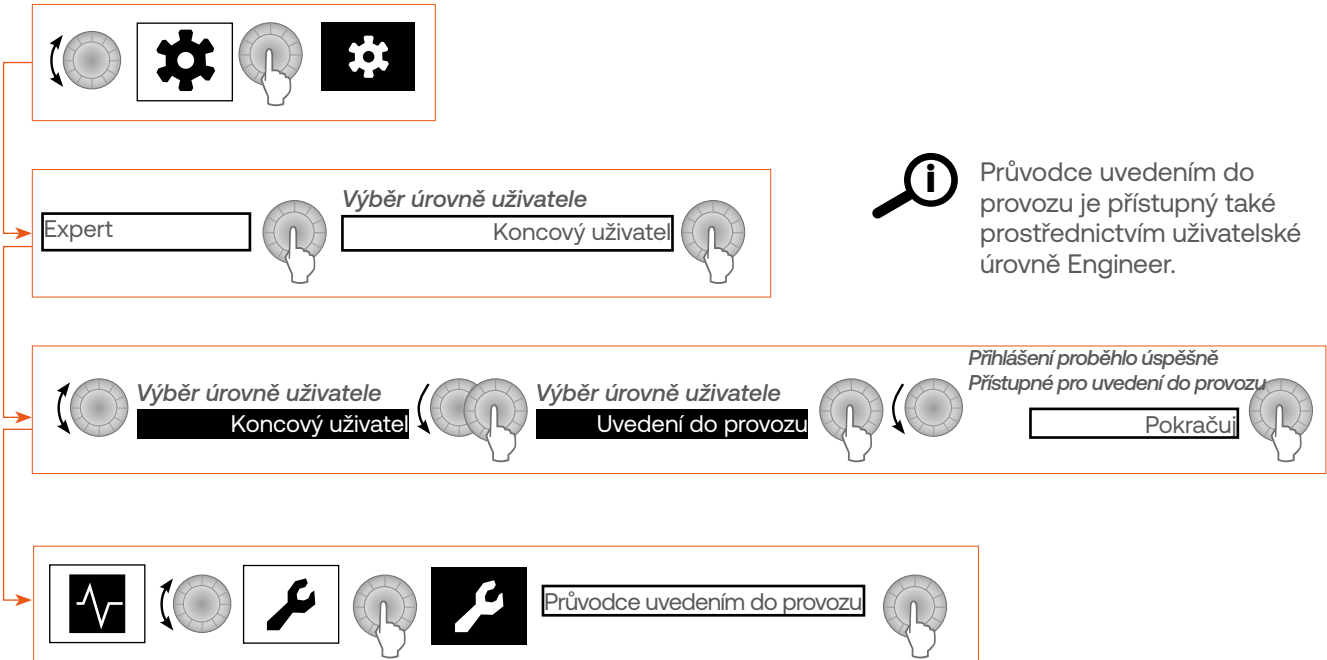 Průvodce uvedením do
provozu je přístupný také
prostřednictvím uživatelské
úrovně Engineer.
Expert
Výběr úrovně uživatele
Koncový uživatel
Výběr úrovně uživatele
Koncový uživatel
Výběr úrovně uživatele
Uvedení do provozu
Přihlášení proběhlo úspěšně
Přístupné pro uvedení do provozu
Pokračuj
Průvodce uvedením do provozu